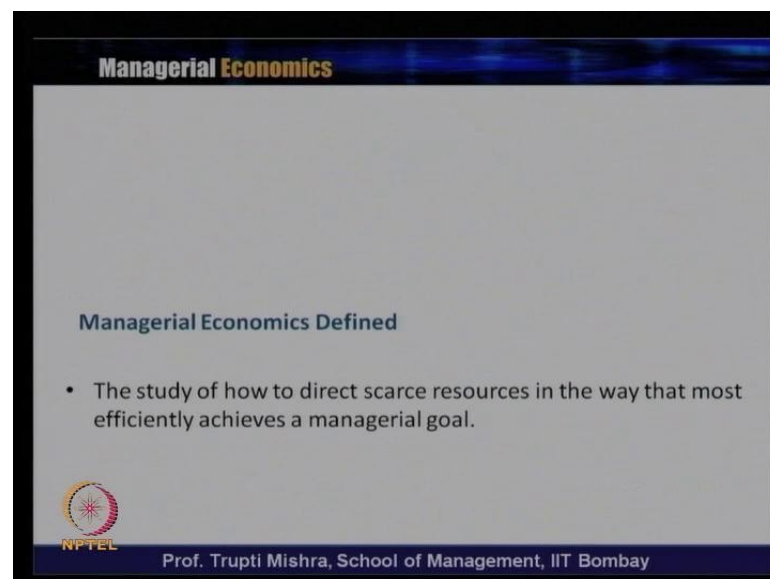 Managerial Economics
Managerial Economics Defined
• The study of how to direct scarce resources in the way that most
efficiently achieves a managerial goal.
NPTEL
Prof. Trupti Mishra, School of Management, IIT Bombay